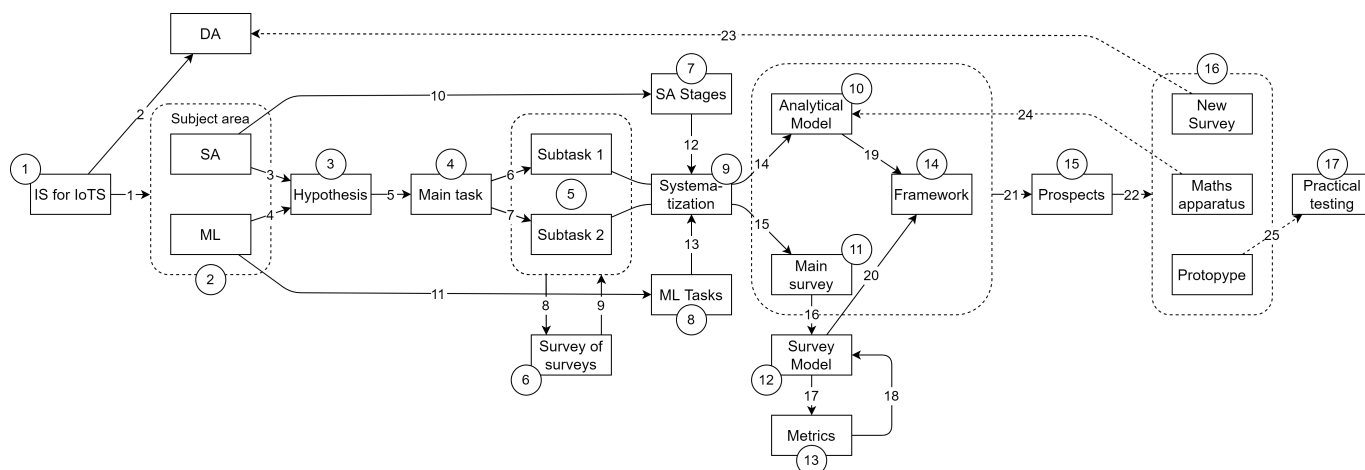 DA
23
16
7
SA Stages
10
Analytical
Model
New
Survey
2
10
Subject area
SA
24
1
IS for IoTS
1
3
3
Hypothesis
5
4
Main task
6
7
Subtask 1
5
Subtask 2
12
9
Systema-
tization
14
15
19
14
Framework
21
15
Prospects
22
Maths
apparatus
17
Practical
testing
4
ML
2
13
11
Main
survey
20
25
Protopype
11
8
9
ML Tasks
8
16
Survey of
surveys
6
Survey
Model
12
17
18
Metrics
13